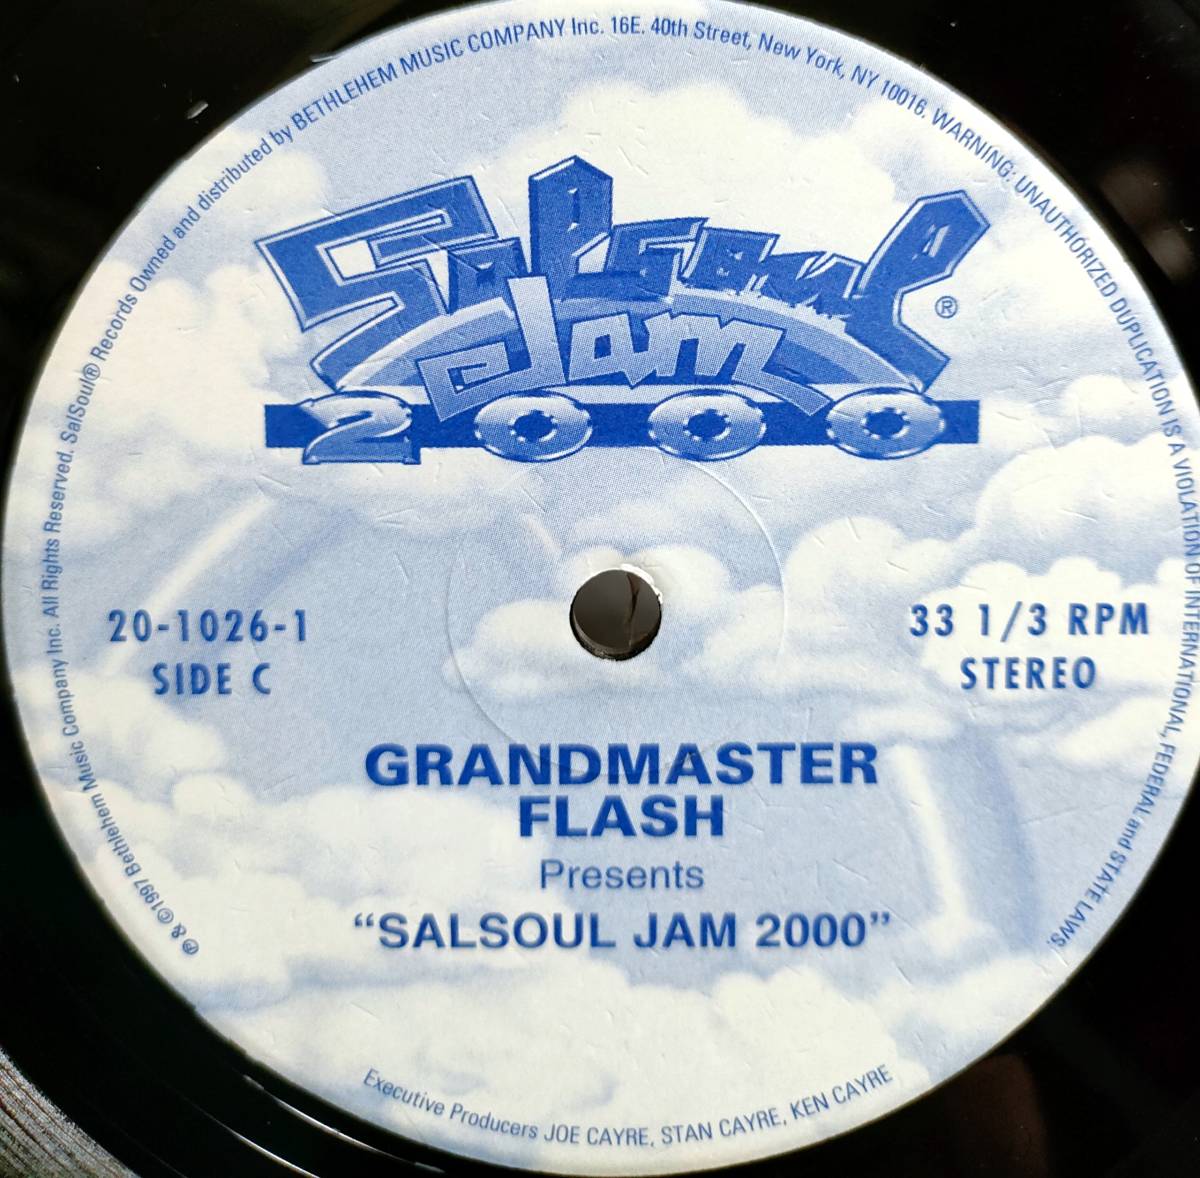 ℗ & ©1997 Bethlehem Music Company Inc. All Rights Reserved. SalSoul® Records Owned and distributed by BETHLEHEM MUSIC COMPANY Inc. 16E. 40th Street, New York, NY 10016. WARNING: UNAUTHORIZED DUPLICATION IS A VIOLATION OF INTERNATIONAL, FEDERAL and STATE LAWS.
Salsoul ®
Jam
2000
20-1026-1
SIDE C
33 1/3 RPM
STEREO
GRANDMASTER
FLASH
Presents
“SALSOUL JAM 2000”
Executive Producers JOE CAYRE, STAN CAYRE, KEN CAYRE